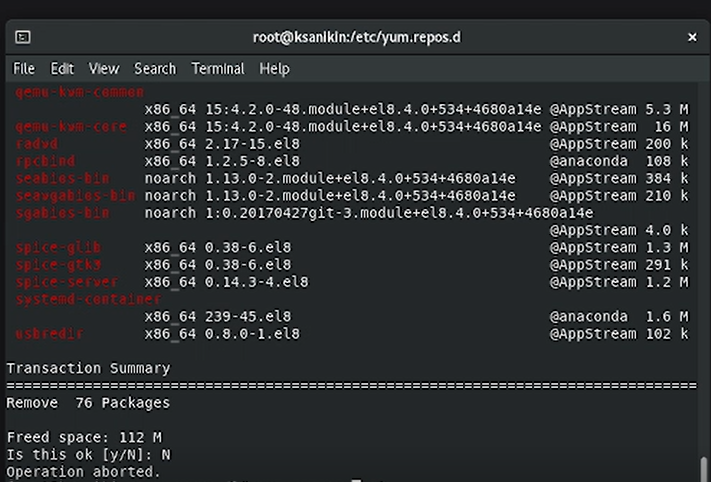 root@ksanikin:/etc/yum.repos.d
File Edit View Search Terminal Help
qemu-kvm-common
x86_64 15:4.2.0-48.module+el8.4.0+534+4680a14e @AppStream 5.3 M
qemu-kvm-core x86_64 15:4.2.0-48.module+el8.4.0+534+4680a14e @AppStream 16 M
radvd x86_64 2.17-15.el8 @AppStream 200 k
rpcbind x86_64 1.2.5-8.el8 @anaconda 108 k
seabios-bin noarch 1.13.0-2.module+el8.4.0+534+4680a14e @AppStream 384 k
seavgabios-bin noarch 1.13.0-2.module+el8.4.0+534+4680a14e @AppStream 210 k
sgabios-bin noarch 1:0.20170427git-3.module+el8.4.0+534+4680a14e
@AppStream 4.0 k
spice-glib x86_64 0.38-6.el8 @AppStream 1.3 M
spice-gtk3 x86_64 0.38-6.el8 @AppStream 291 k
spice-server x86_64 0.14.3-4.el8 @AppStream 1.2 M
systemd-container
x86_64 239-45.el8 @anaconda 1.6 M
usbredir x86_64 0.8.0-1.el8 @AppStream 102 k
Transaction Summary
================================================================================
Remove 76 Packages
Freed space: 112 M
Is this ok [y/N]: N
Operation aborted.